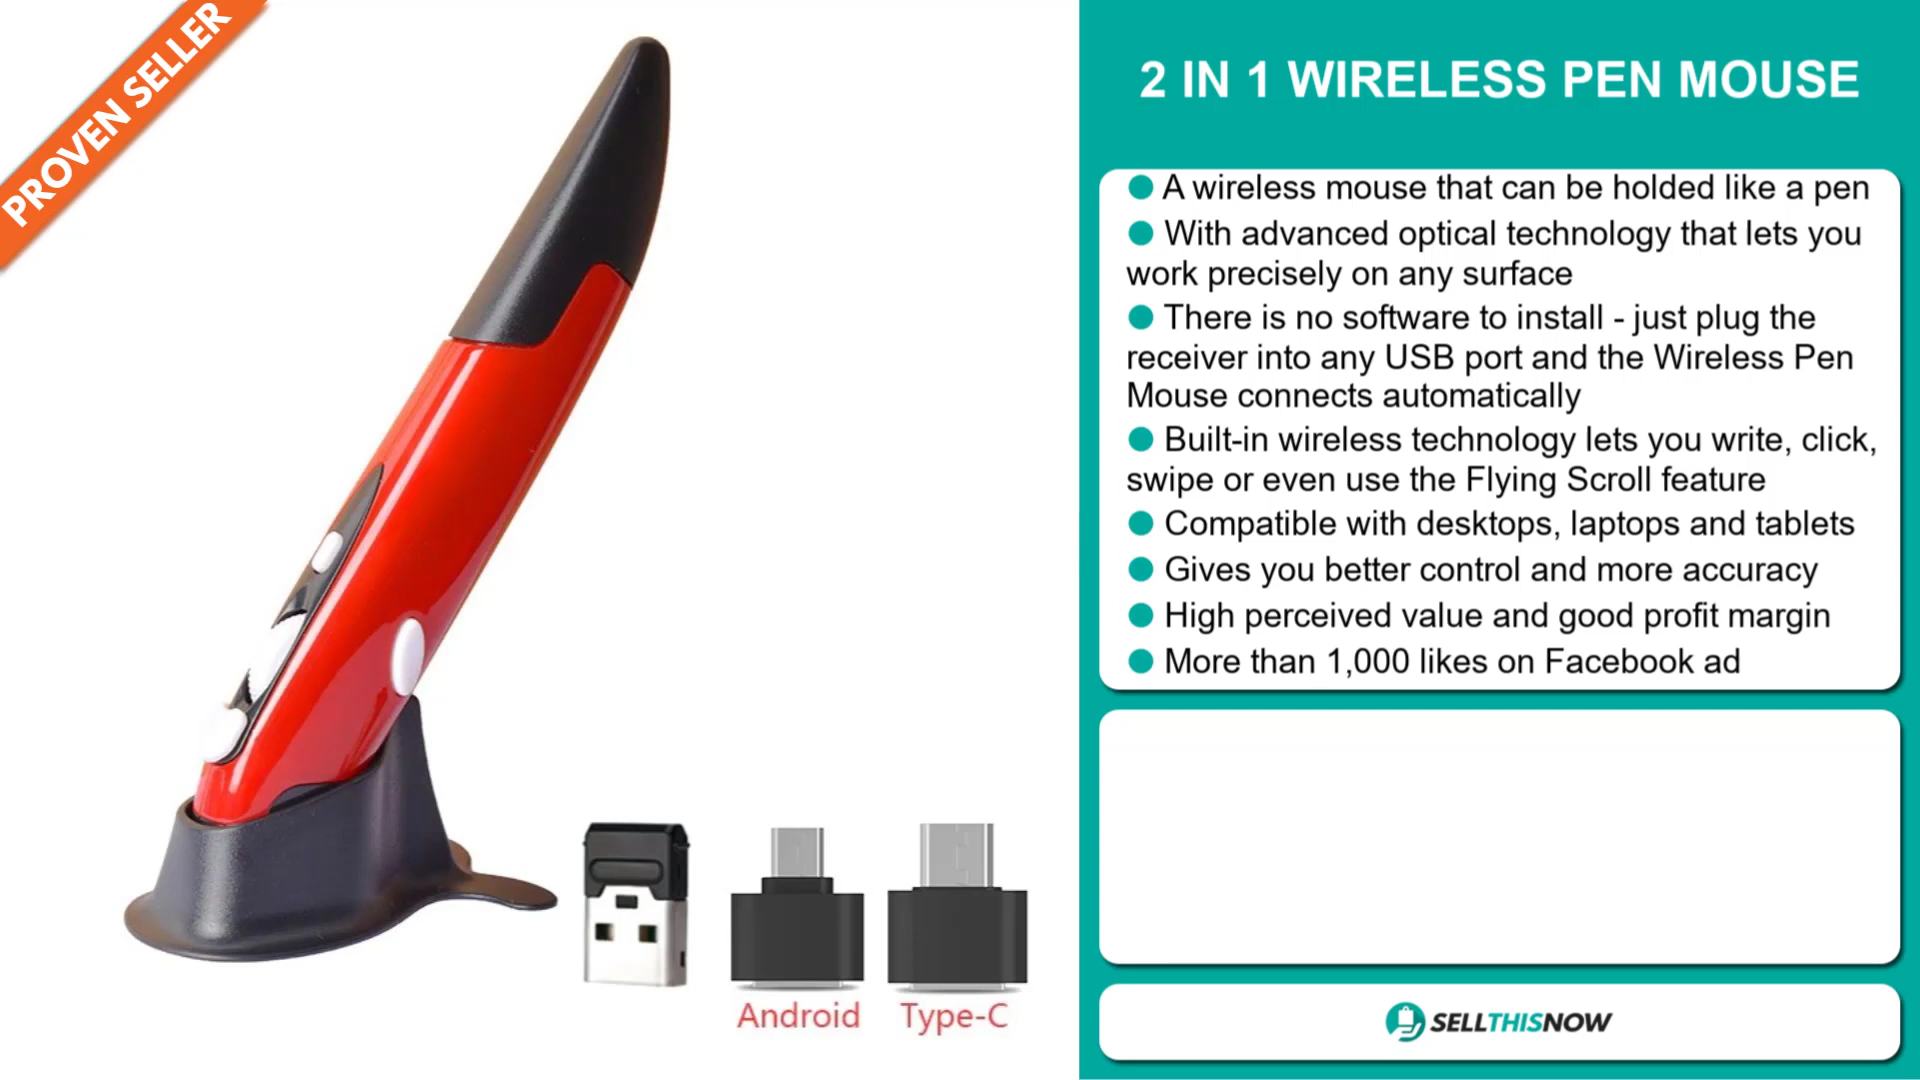 PROVEN SELLER
2 IN 1 WIRELESS PEN MOUSE
A wireless mouse that can be holded like a pen
With advanced optical technology that lets you
work precisely on any surface
There is no software to install - just plug the
receiver into any USB port and the Wireless Pen
Mouse connects automatically
Built-in wireless technology lets you write, click,
swipe or even use the Flying Scroll feature
Compatible with desktops, laptops and tablets
Gives you better control and more accuracy
High perceived value and good profit margin
More than 1,000 likes on Facebook ad
Android
Type-C
SELLTHISNOW